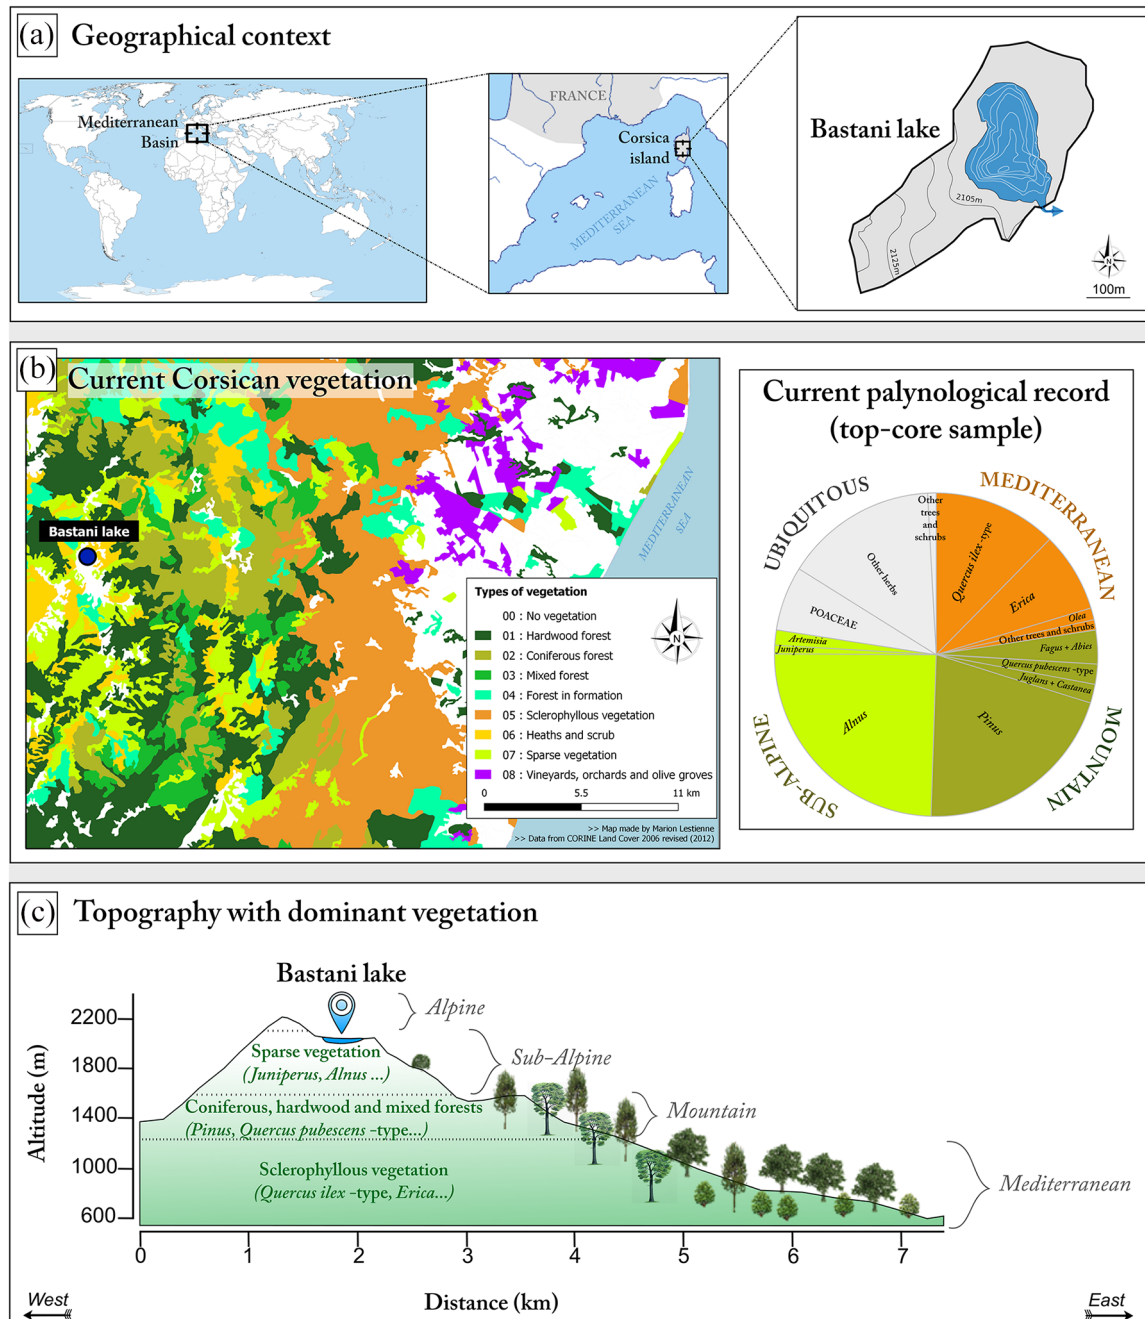 (a) Geographical context
Mediterranean
Basin
FRANCE
Corsica
island
MEDITERRANEAN
SEA
Bastani lake
2105m
2125m
N
100m
(b) Current Corsican vegetation
Bastani lake
MEDITERRANEAN
SEA
Types of vegetation
00 : No vegetation
01 : Hardwood forest
02 : Coniferous forest
03 : Mixed forest
04 : Forest in formation
05 : Sclerophyllous vegetation
06 : Heaths and scrub
07 : Sparse vegetation
08 : Vineyards, orchards and olive groves
0 5.5 11 km
N
>> Map made by Marion Lestienne
>> Data from CORINE Land Cover 2006 revised (2012)
Current palynological record
(top-core sample)
UBIQUITOUS
MEDITERRANEAN
MOUNTAIN
SUB-ALPINE
Other
trees
and
schrubs
Quercus ilex -type
Erica
Olea
Other trees and schrubs
Fagus + Abies
Quercus pubescens -type
Juglans + Castanea
Pinus
Alnus
Juniperus
Artemisia
POACEAE
Other herbs
(c) Topography with dominant vegetation
Bastani lake
Alpine
Sub-Alpine
Mountain
Mediterranean
Sparse vegetation
(Juniperus, Alnus ...)
Coniferous, hardwood and mixed forests
(Pinus, Quercus pubescens -type...)
Sclerophyllous vegetation
(Quercus ilex -type, Erica...)
Altitude (m)
2200
1800
1400
1000
600
0 1 2 3 4 5 6 7
Distance (km)
West
East